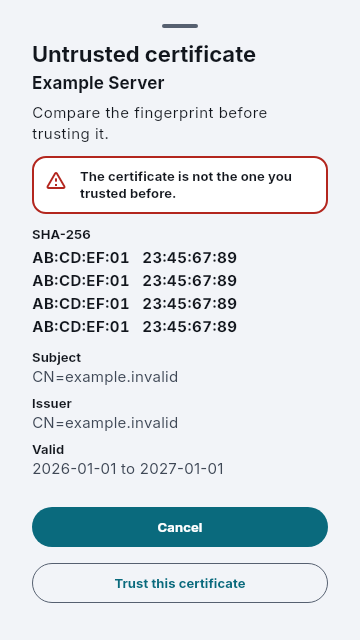 Untrusted certificate
Example Server
Compare the fingerprint before
trusting it.
The certificate is not the one you
trusted before.
SHA-256
AB:CD:EF:01 23:45:67:89
AB:CD:EF:01 23:45:67:89
AB:CD:EF:01 23:45:67:89
AB:CD:EF:01 23:45:67:89
Subject
CN=example.invalid
Issuer
CN=example.invalid
Valid
2026-01-01 to 2027-01-01
Cancel
Trust this certificate